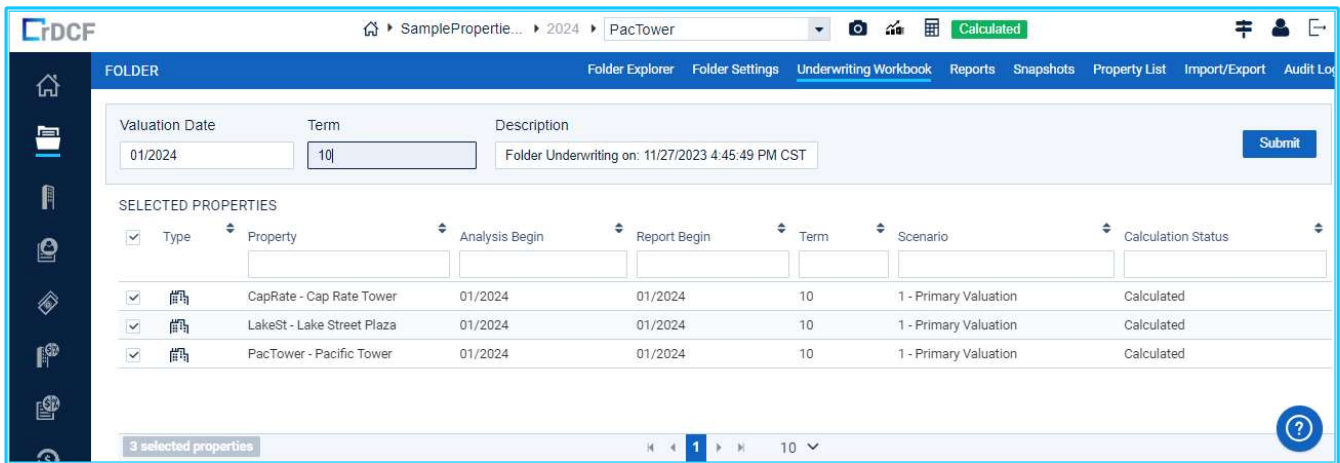 rDCF
SamplePropertie... 2024 PacTower Calculated
FOLDER Folder Explorer Folder Settings Underwriting Workbook Reports Snapshots Property List Import/Export Audit Log
Valuation Date Term Description
01/2024 10 Folder Underwriting on: 11/27/2023 4:45:49 PM CST Submit
SELECTED PROPERTIES
Type Property Analysis Begin Report Begin Term Scenario Calculation Status
CapRate - Cap Rate Tower 01/2024 01/2024 10 1 - Primary Valuation Calculated
LakeSt - Lake Street Plaza 01/2024 01/2024 10 1 - Primary Valuation Calculated
PacTower - Pacific Tower 01/2024 01/2024 10 1 - Primary Valuation Calculated
3 selected properties 1 10